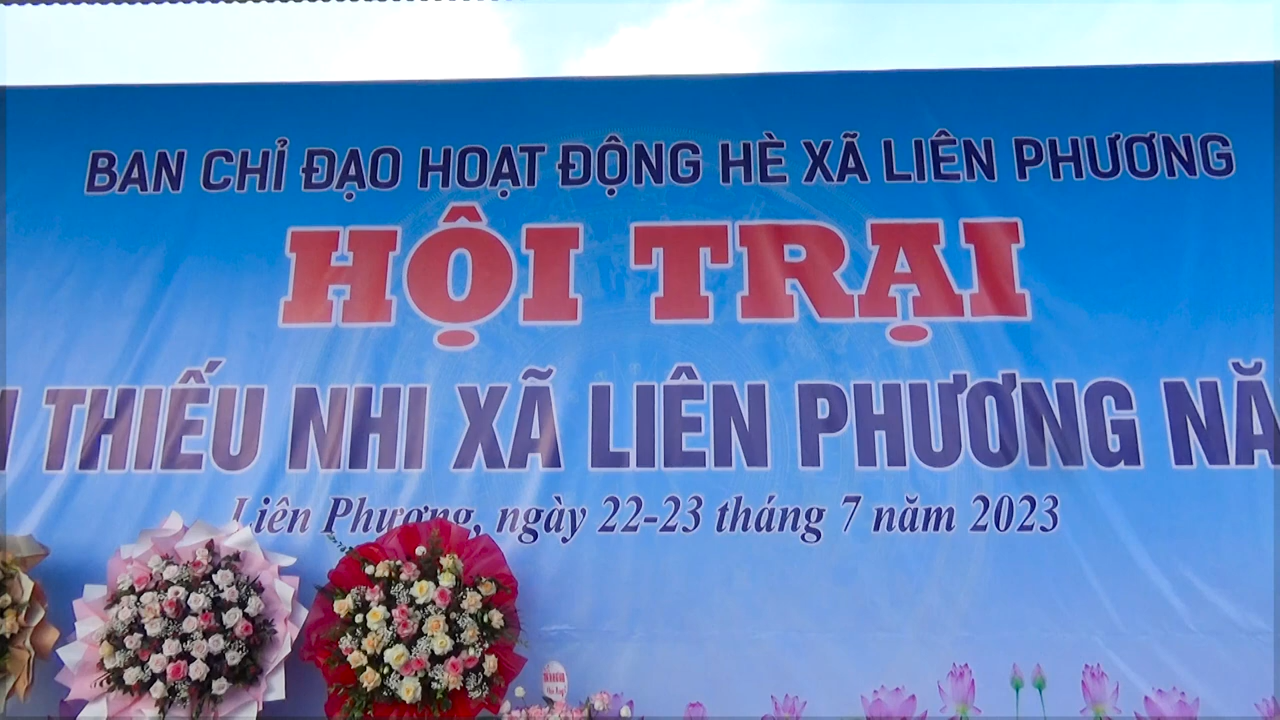 BAN CHỈ ĐẠO HOẠT ĐỘNG HÈ XÃ LIÊN PHƯƠNG
HỘI TRẠI
THIẾU NHI XÃ LIÊN PHƯƠNG
Liên Phương, ngày 22-23 tháng 7 năm 2023